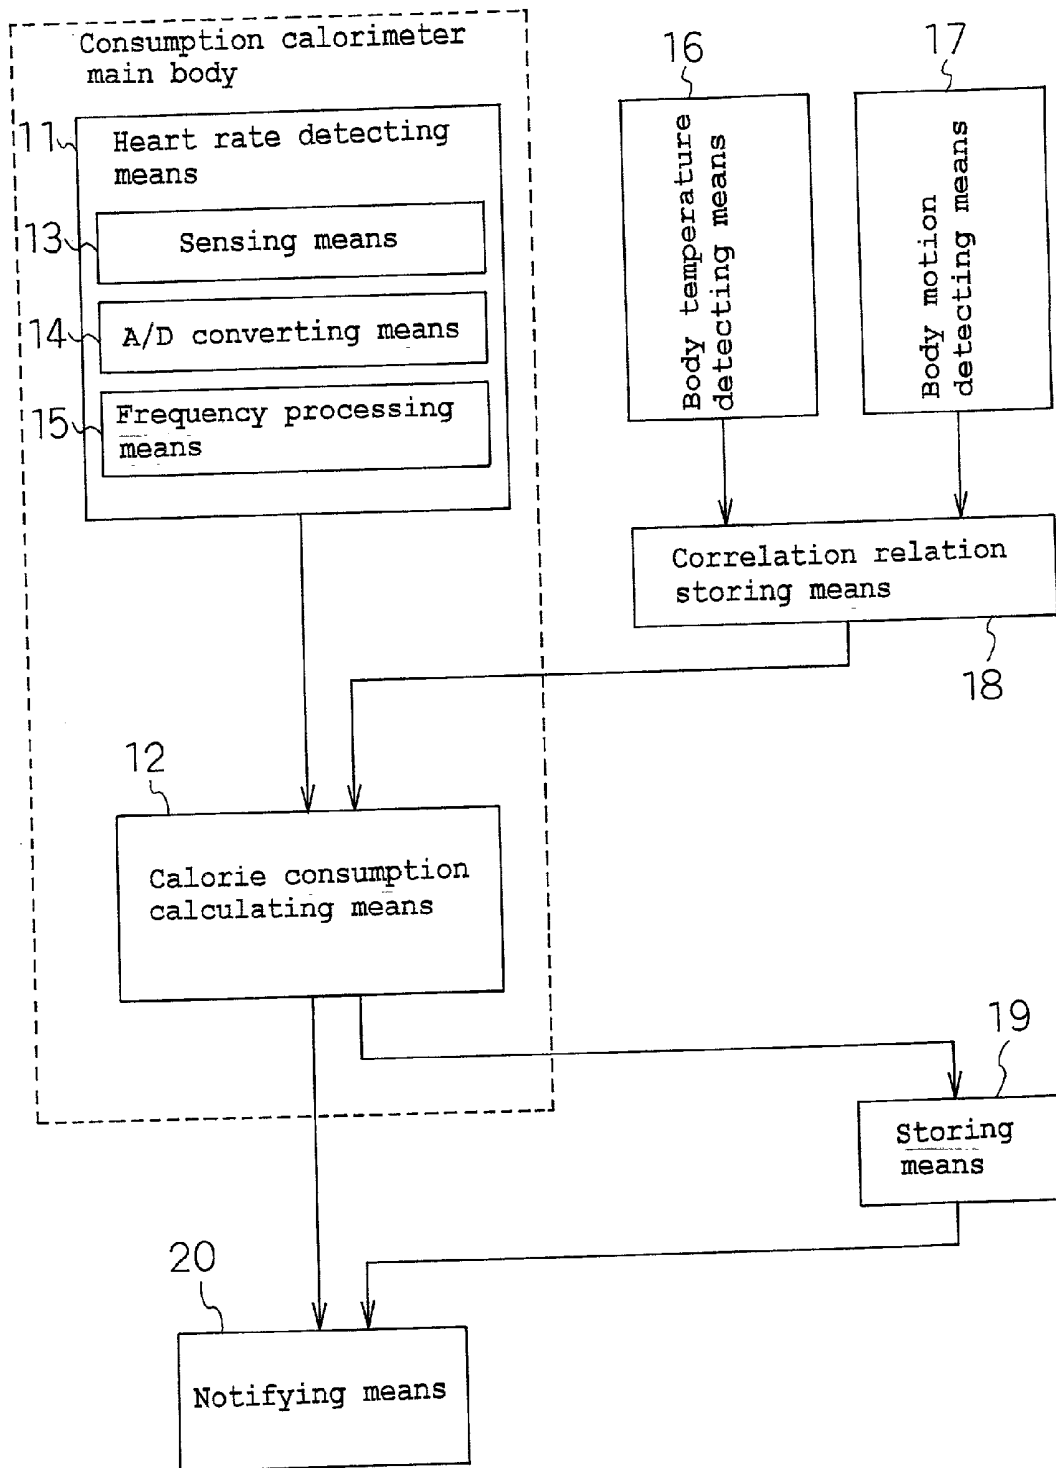 Consumption calorimeter
main body
11
Heart rate detecting
means
13
Sensing means
14
A/D converting means
15
Frequency processing
means
16
Body temperature
detecting means
17
Body motion
detecting means
Correlation relation
storing means
18
12
Calorie consumption
calculating means
19
Storing
means
20
Notifying means